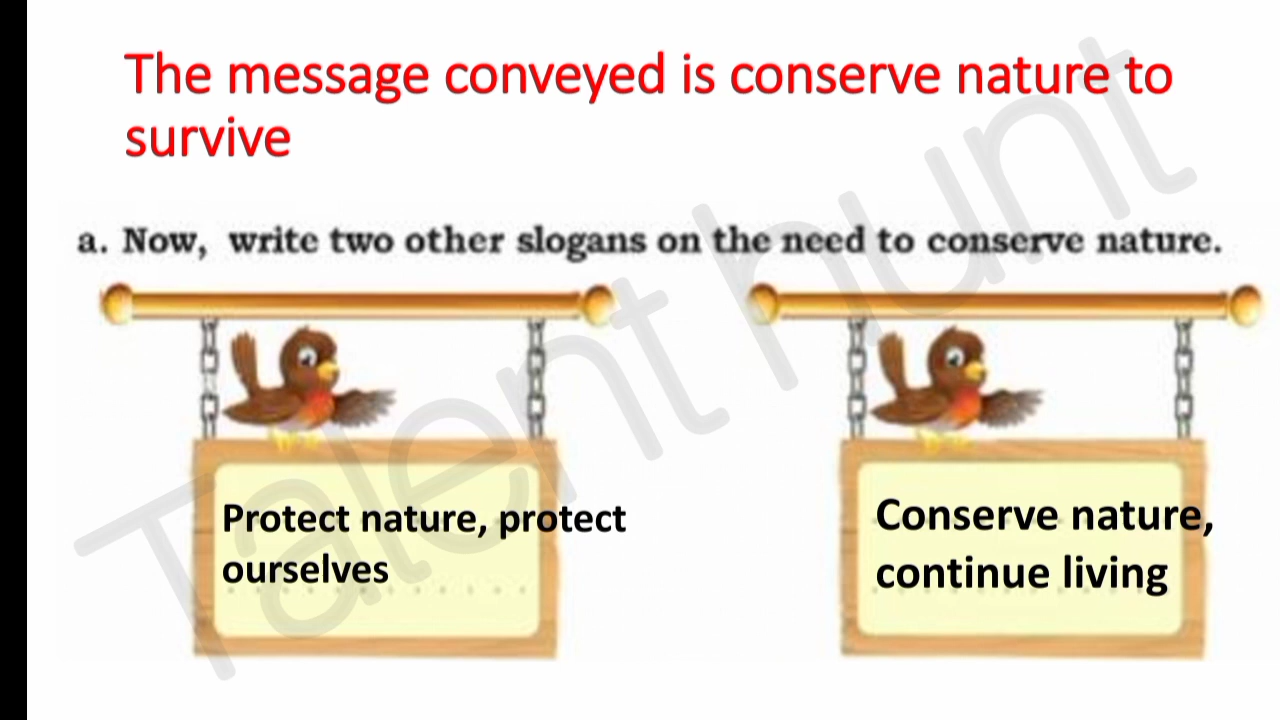 The message conveyed is conserve nature to
survive
a. Now, write two other slogans on the need to conserve nature.
Protect nature, protect
ourselves
Conserve nature,
continue living
Talent hunt